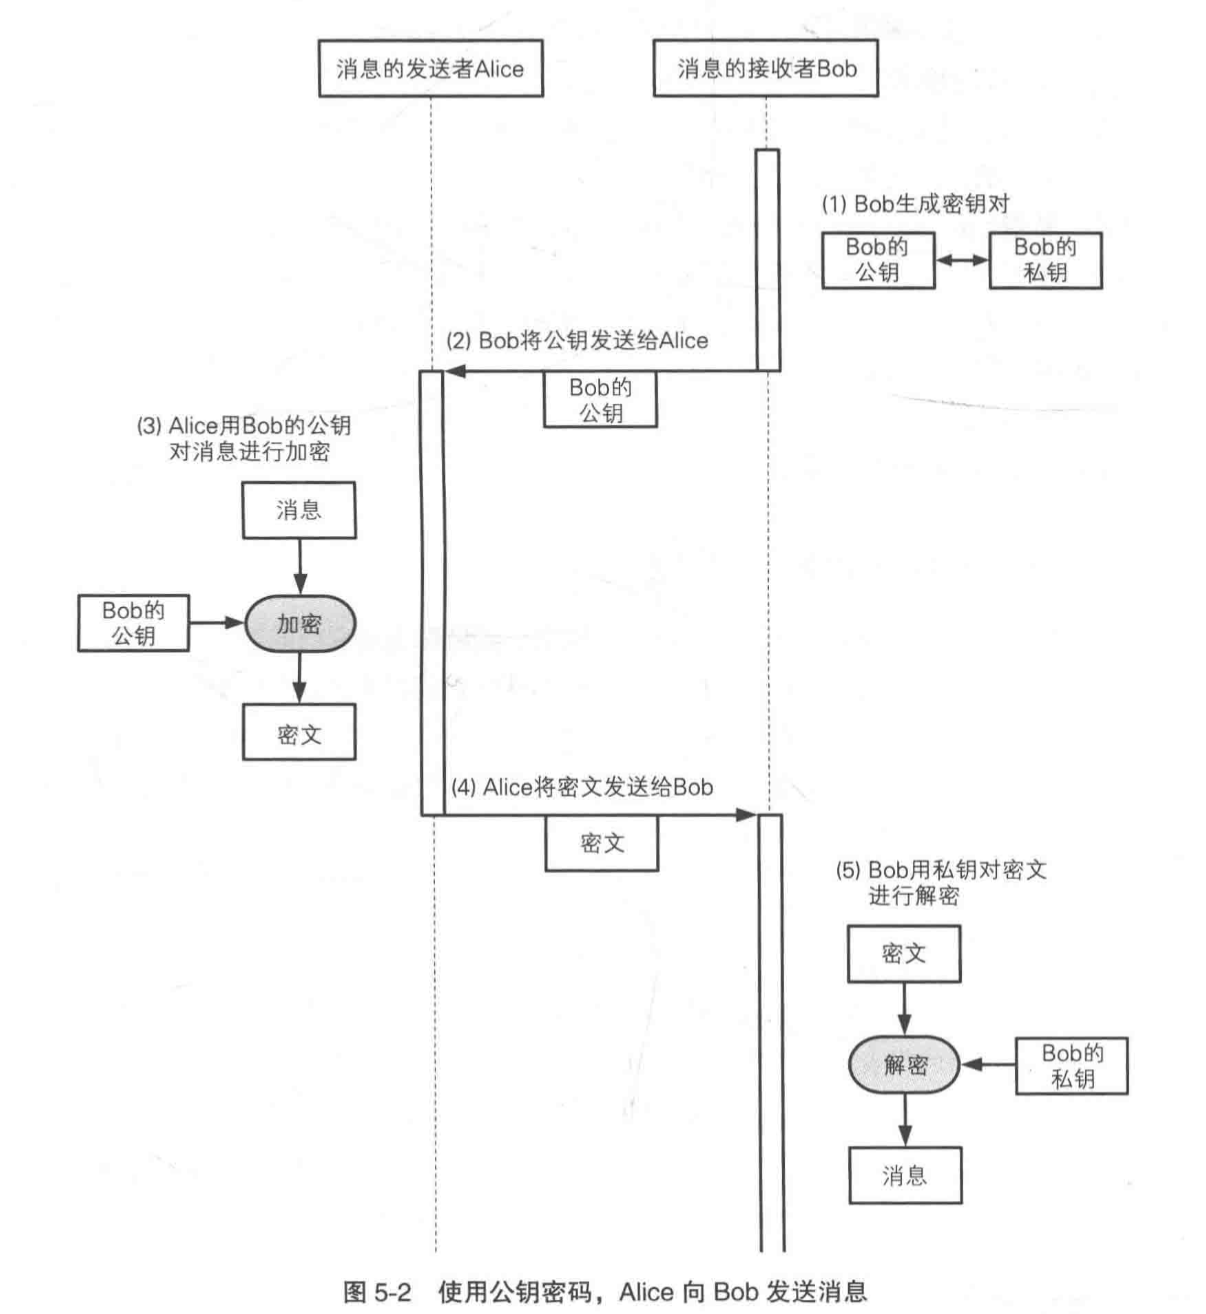 消息的发送者Alice
消息的接收者Bob
(1) Bob生成密钥对
Bob的
公钥
Bob的
私钥
(2) Bob将公钥发送给Alice
Bob的
公钥
(3) Alice用Bob的公钥
对消息进行加密
消息
Bob的
公钥
加密
密文
(4) Alice将密文发送给Bob
密文
(5) Bob用私钥对密文
进行解密
密文
解密
Bob的
私钥
消息
图 5-2 使用公钥密码，Alice 向 Bob 发送消息